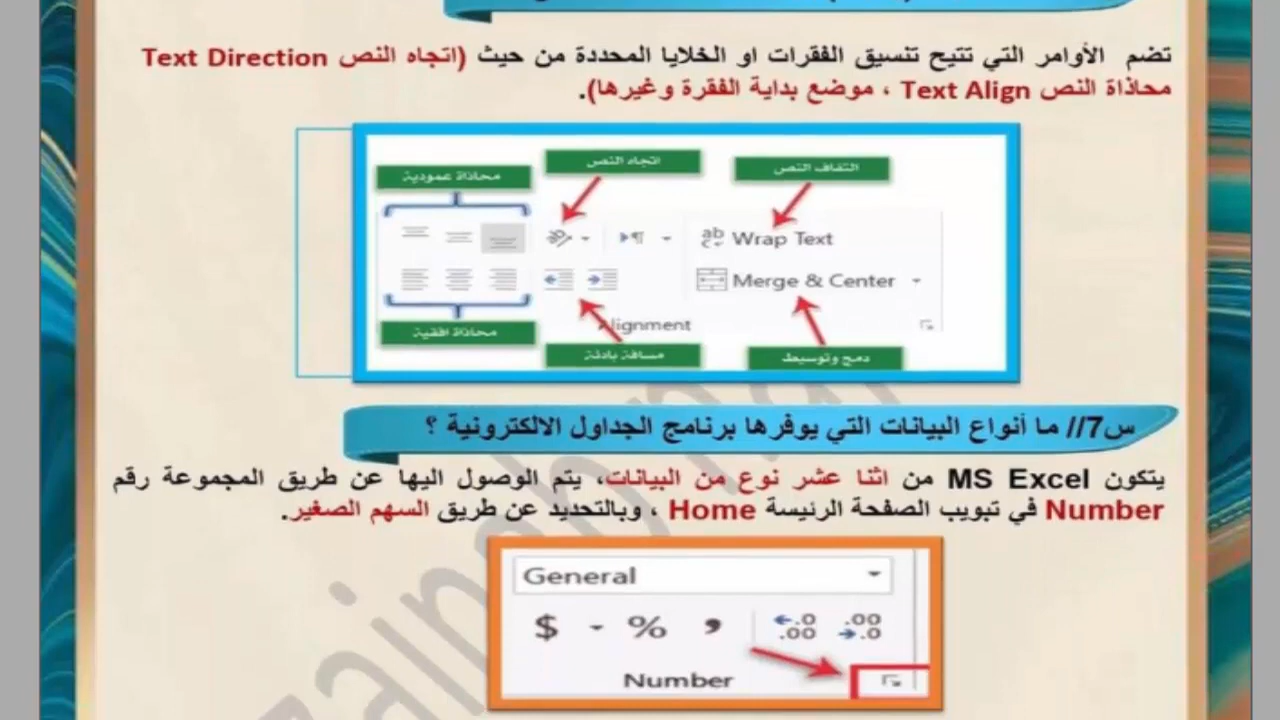 تضم الأوامر التي تتيح تنسيق الفقرات او الخلايا المحددة من حيث (اتجاه النص Text Direction
محاذاة النص Text Align ، موضع بداية الفقرة وغيرها).
اتجاه النص
التفاف النص
محاذاة عمودية
Wrap Text
Merge & Center
Alignment
محاذاة افقية
مسافة بادئة
دمج وتوسيط
س7// ما أنواع البيانات التي يوفرها برنامج الجداول الالكترونية ؟
يتكون MS Excel من اثنا عشر نوع من البيانات، يتم الوصول اليها عن طريق المجموعة رقم
Number في تبويب الصفحة الرئيسة Home ، وبالتحديد عن طريق السهم الصغير.
General
$ % , .0 .00 .00 .0
Number